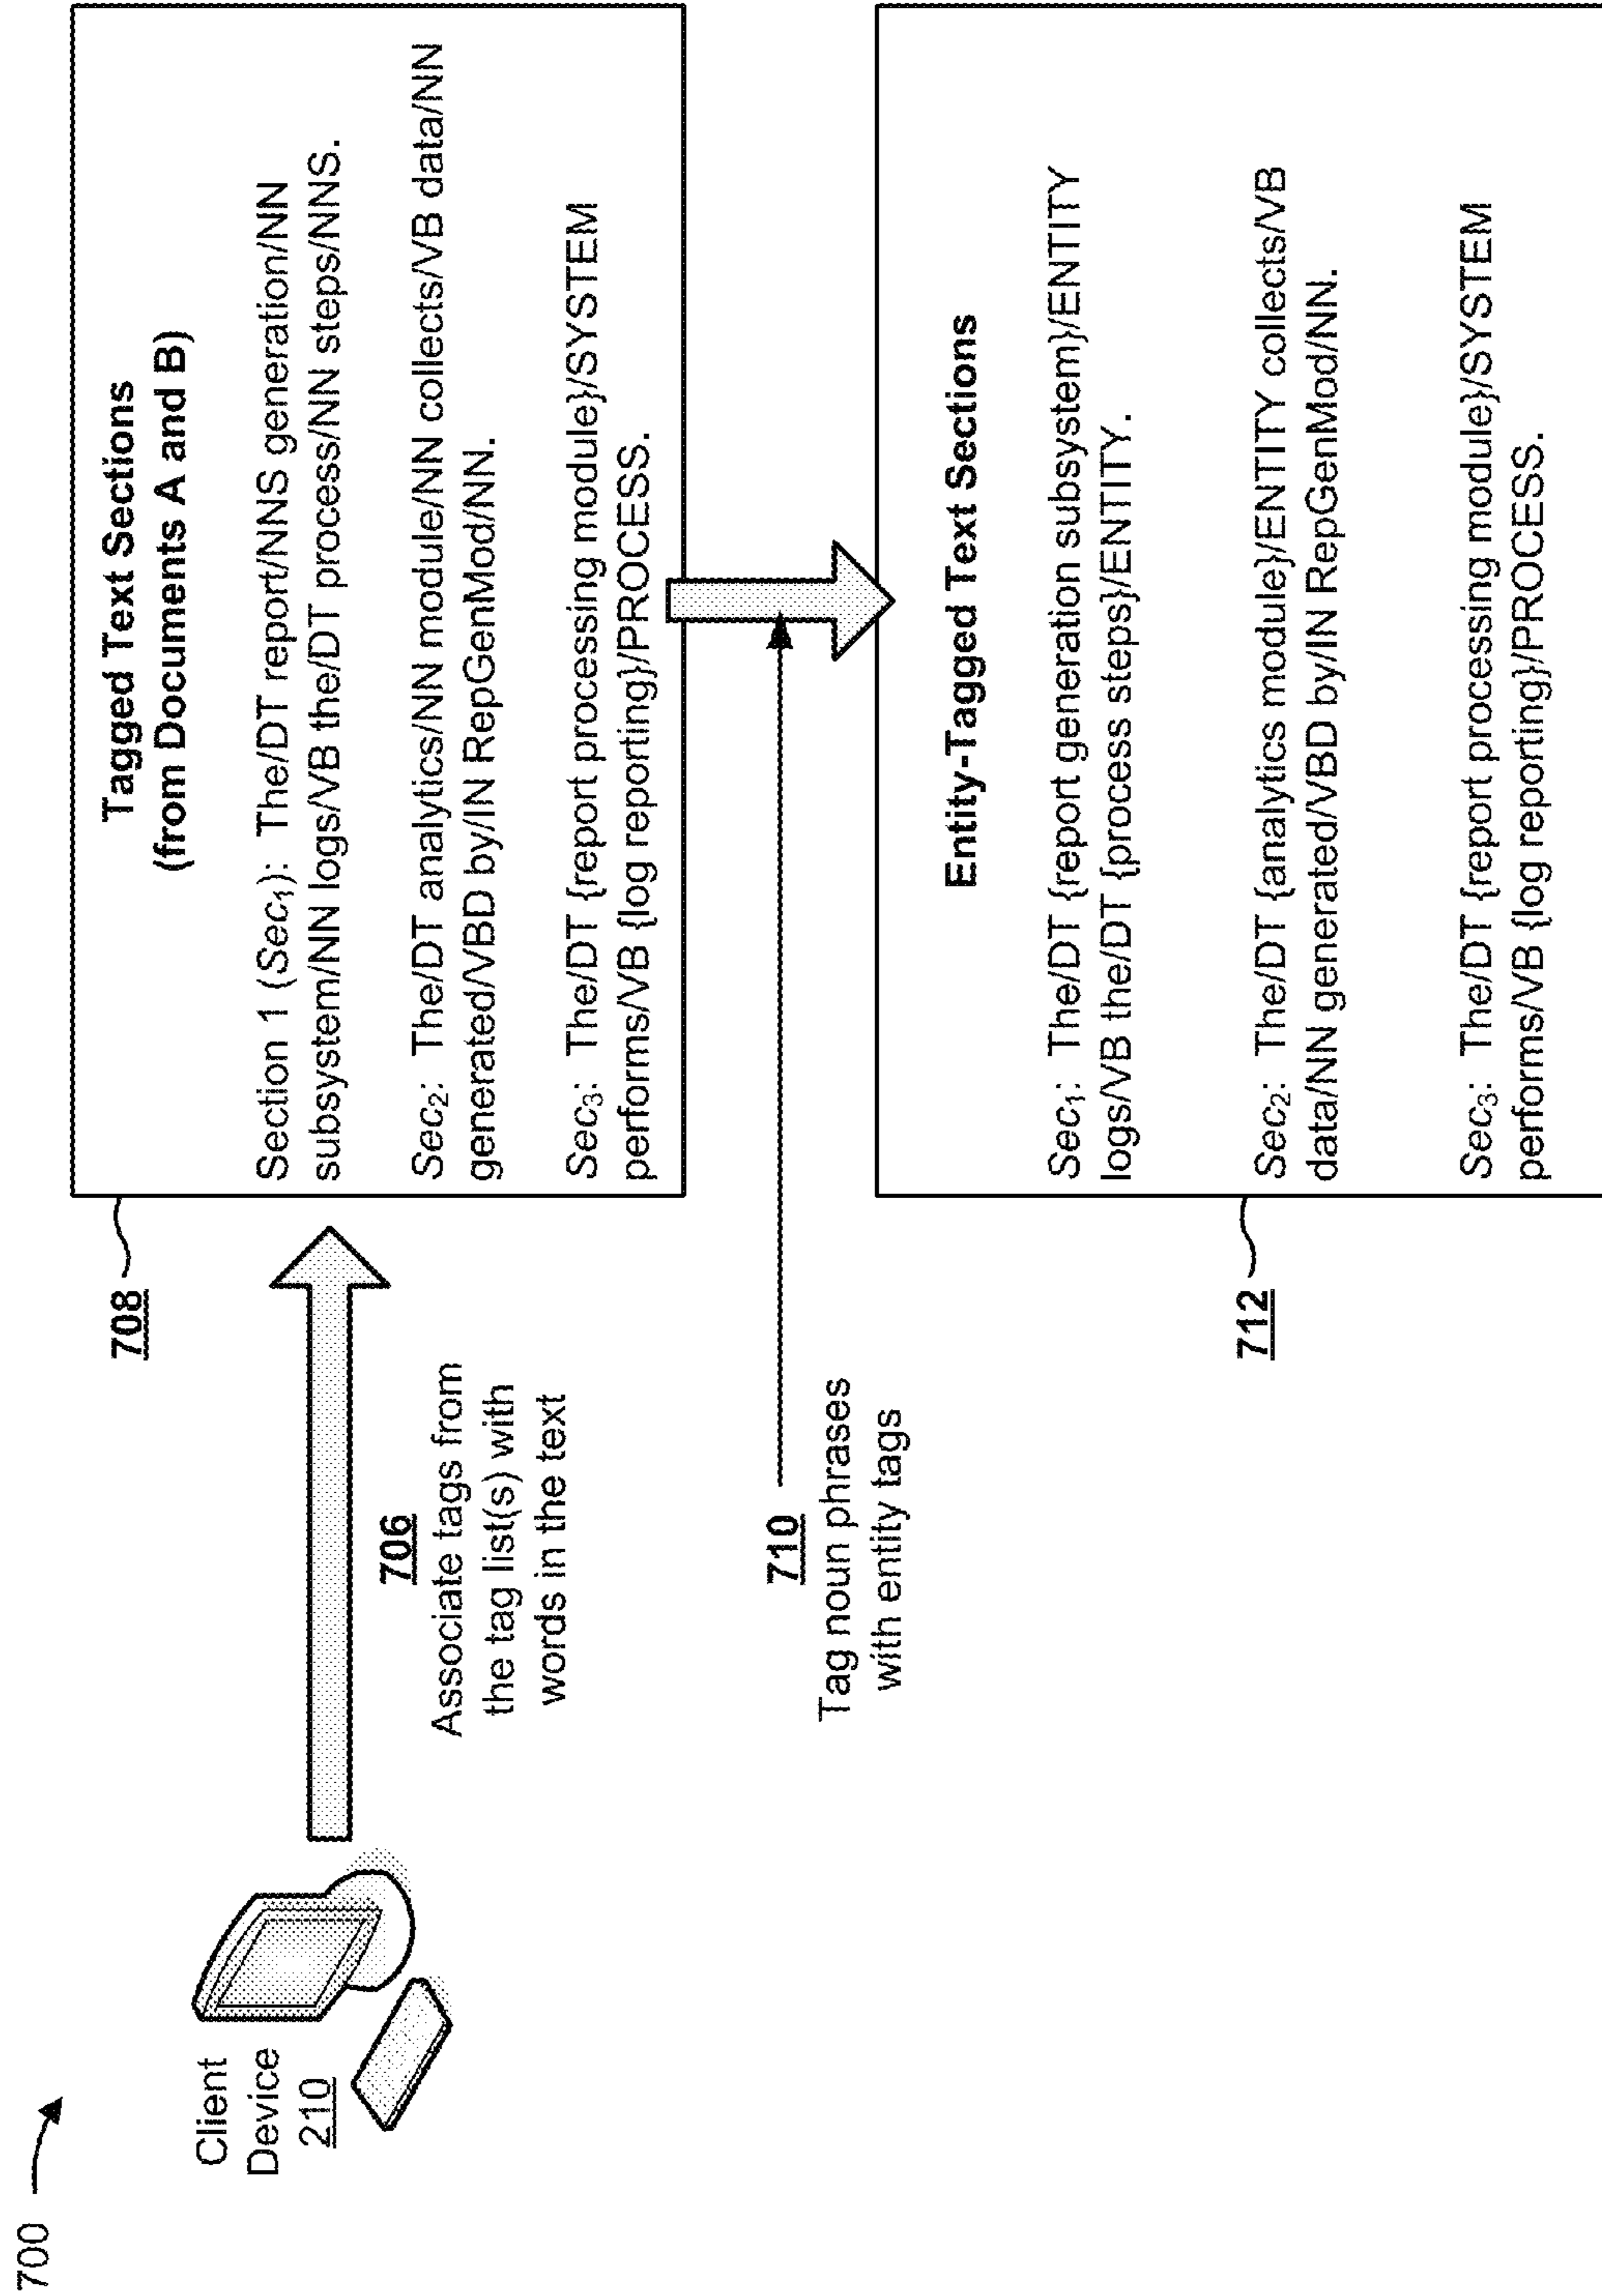 700
Client
Device
210
706
Associate tags from
the tag list(s) with
words in the text
708
Tagged Text Sections
(from Documents A and B)
Section 1 (Sec₁): The/DT report/NNS generation/NN
subsystem/NN logs/VB the/DT process/NN steps/NNS.
Sec₂: The/DT analytics/NN module/NN collects/VB data/NN
generated/VBD by/IN RepGenMod/NN.
Sec₃: The/DT {report processing module}/SYSTEM
performs/VB {log reporting}/PROCESS.
710
Tag noun phrases
with entity tags
712
Entity-Tagged Text Sections
Sec₁: The/DT {report generation subsystem}/ENTITY
logs/VB the/DT {process steps}/ENTITY.
Sec₂: The/DT {analytics module}/ENTITY collects/VB
data/NN generated/VBD by/IN RepGenMod/NN.
Sec₃: The/DT {report processing module}/SYSTEM
performs/VB {log reporting}/PROCESS.